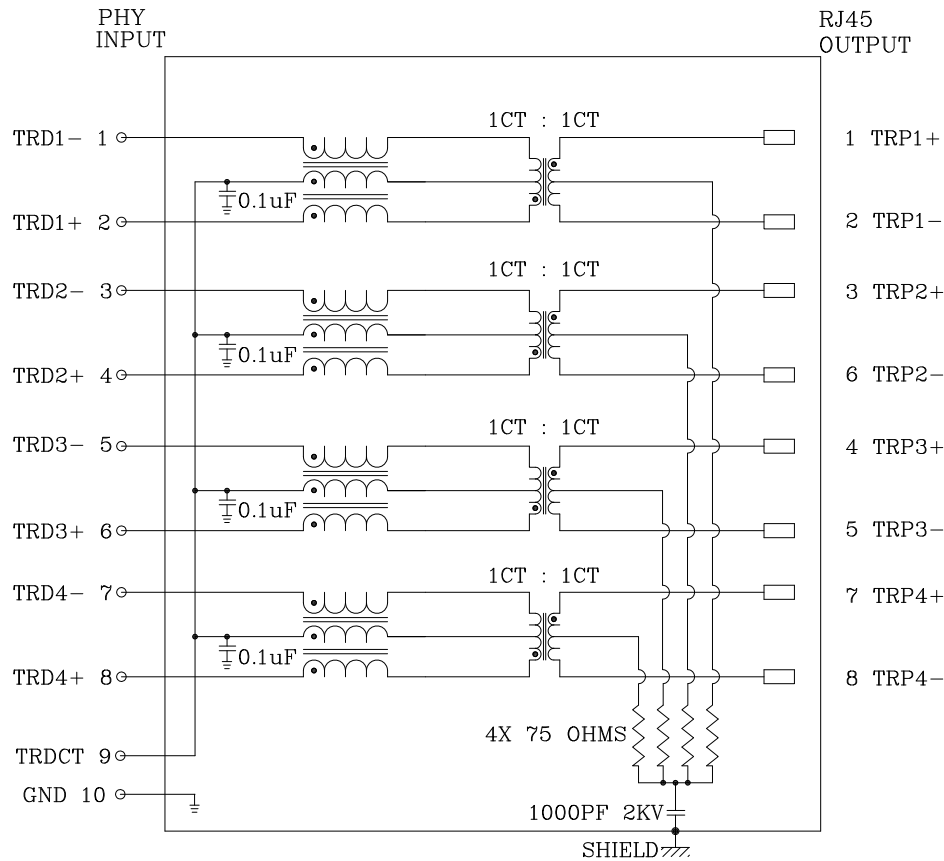 PHY
INPUT
RJ45
OUTPUT
1CT : 1CT
TRD1- 1
1 TRP1+
0.1uF
TRD1+ 2
2 TRP1-
1CT : 1CT
TRD2- 3
3 TRP2+
0.1uF
TRD2+ 4
6 TRP2-
1CT : 1CT
TRD3- 5
4 TRP3+
0.1uF
TRD3+ 6
5 TRP3-
1CT : 1CT
TRD4- 7
7 TRP4+
0.1uF
TRD4+ 8
8 TRP4-
4X 75 OHMS
TRDCT 9
GND 10
1000PF 2KV
SHIELD